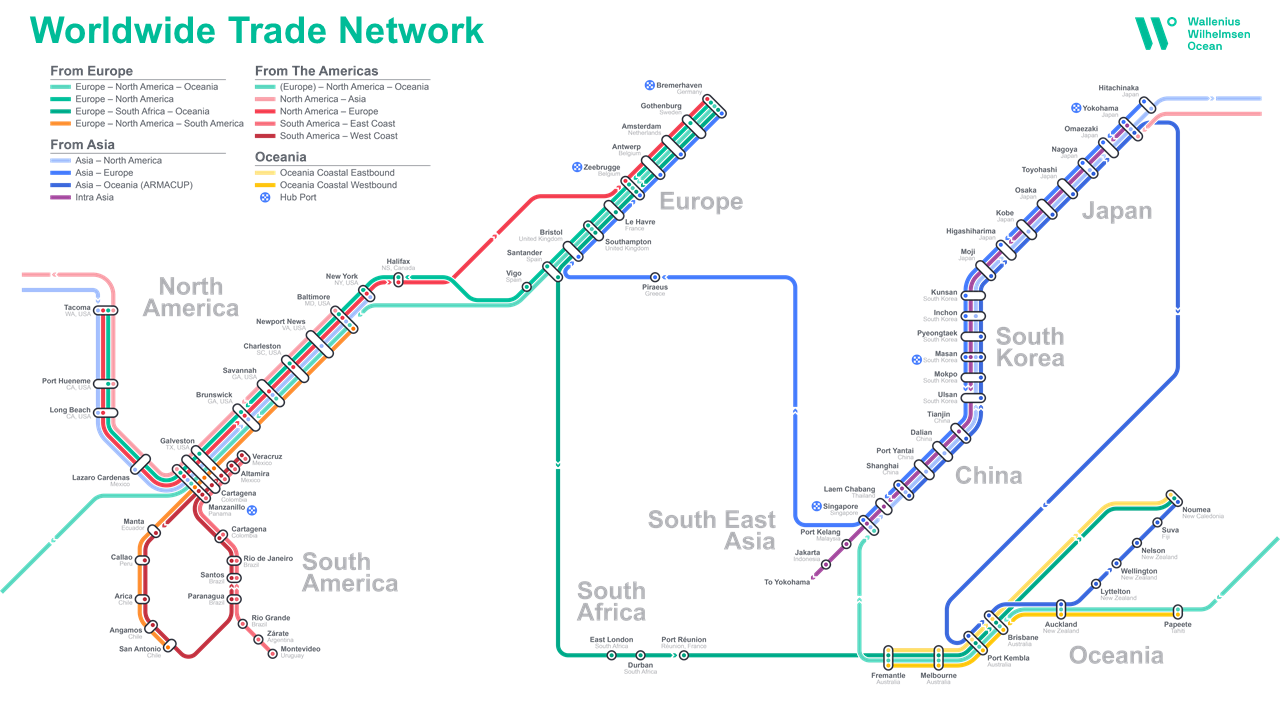 Worldwide Trade Network
Wallenius
Wilhelmsen
Ocean
From Europe
Europe – North America – Oceania
Europe – North America
Europe – South Africa – Oceania
Europe – North America – South America
From Asia
Asia – North America
Asia – Europe
Asia – Oceania (ARMACUP)
Intra Asia
From The Americas
(Europe) – North America – Oceania
North America – Asia
North America – Europe
South America – East Coast
South America – West Coast
Oceania
Oceania Coastal Eastbound
Oceania Coastal Westbound
Hub Port
North
America
Tacoma
WA, USA
Port Hueneme
CA, USA
Long Beach
CA, USA
Lazaro Cardenas
Mexico
Halifax
NS, Canada
New York
NY, USA
Baltimore
MD, USA
Newport News
VA, USA
Charleston
SC, USA
Savannah
GA, USA
Brunswick
GA, USA
Galveston
TX, USA
Veracruz
Mexico
Altamira
Mexico
Cartagena
Colombia
Manzanillo
Panama
South
America
Manta
Ecuador
Callao
Peru
Arica
Chile
Angamos
Chile
San Antonio
Chile
Cartagena
Brazil
Rio de Janeiro
Brazil
Santos
Brazil
Paranagua
Brazil
Rio Grande
Brazil
Zárate
Argentina
Montevideo
Uruguay
Europe
Bremerhaven
Germany
Gothenburg
Sweden
Amsterdam
Netherlands
Antwerp
Belgium
Zeebrugge
Belgium
Le Havre
France
Southampton
United Kingdom
Bristol
United Kingdom
Santander
Spain
Vigo
Spain
Piraeus
Greece
South
Africa
East London
South Africa
Durban
South Africa
Port Réunion
Réunion, France
Japan
Hitachinaka
Japan
Yokohama
Japan
Omaezaki
Japan
Nagoya
Japan
Toyohashi
Japan
Osaka
Japan
Kobe
Japan
Higashiharima
Japan
Moji
Japan
South
Korea
Kunsan
South Korea
Inchon
South Korea
Pyeongtaek
South Korea
Masan
South Korea
Mokpo
South Korea
Ulsan
South Korea
China
Tianjin
China
Dalian
China
Port Yantai
China
Shanghai
China
South East
Asia
Laem Chabang
Thailand
Singapore
Singapore
Port Kelang
Malaysia
Jakarta
Indonesia
To Yokohama
Oceania
Noumea
New Caledonia
Suva
Fiji
Nelson
New Zealand
Wellington
New Zealand
Lyttelton
New Zealand
Auckland
New Zealand
Papeete
Tahiti
Brisbane
Australia
Port Kembla
Australia
Melbourne
Australia
Fremantle
Australia